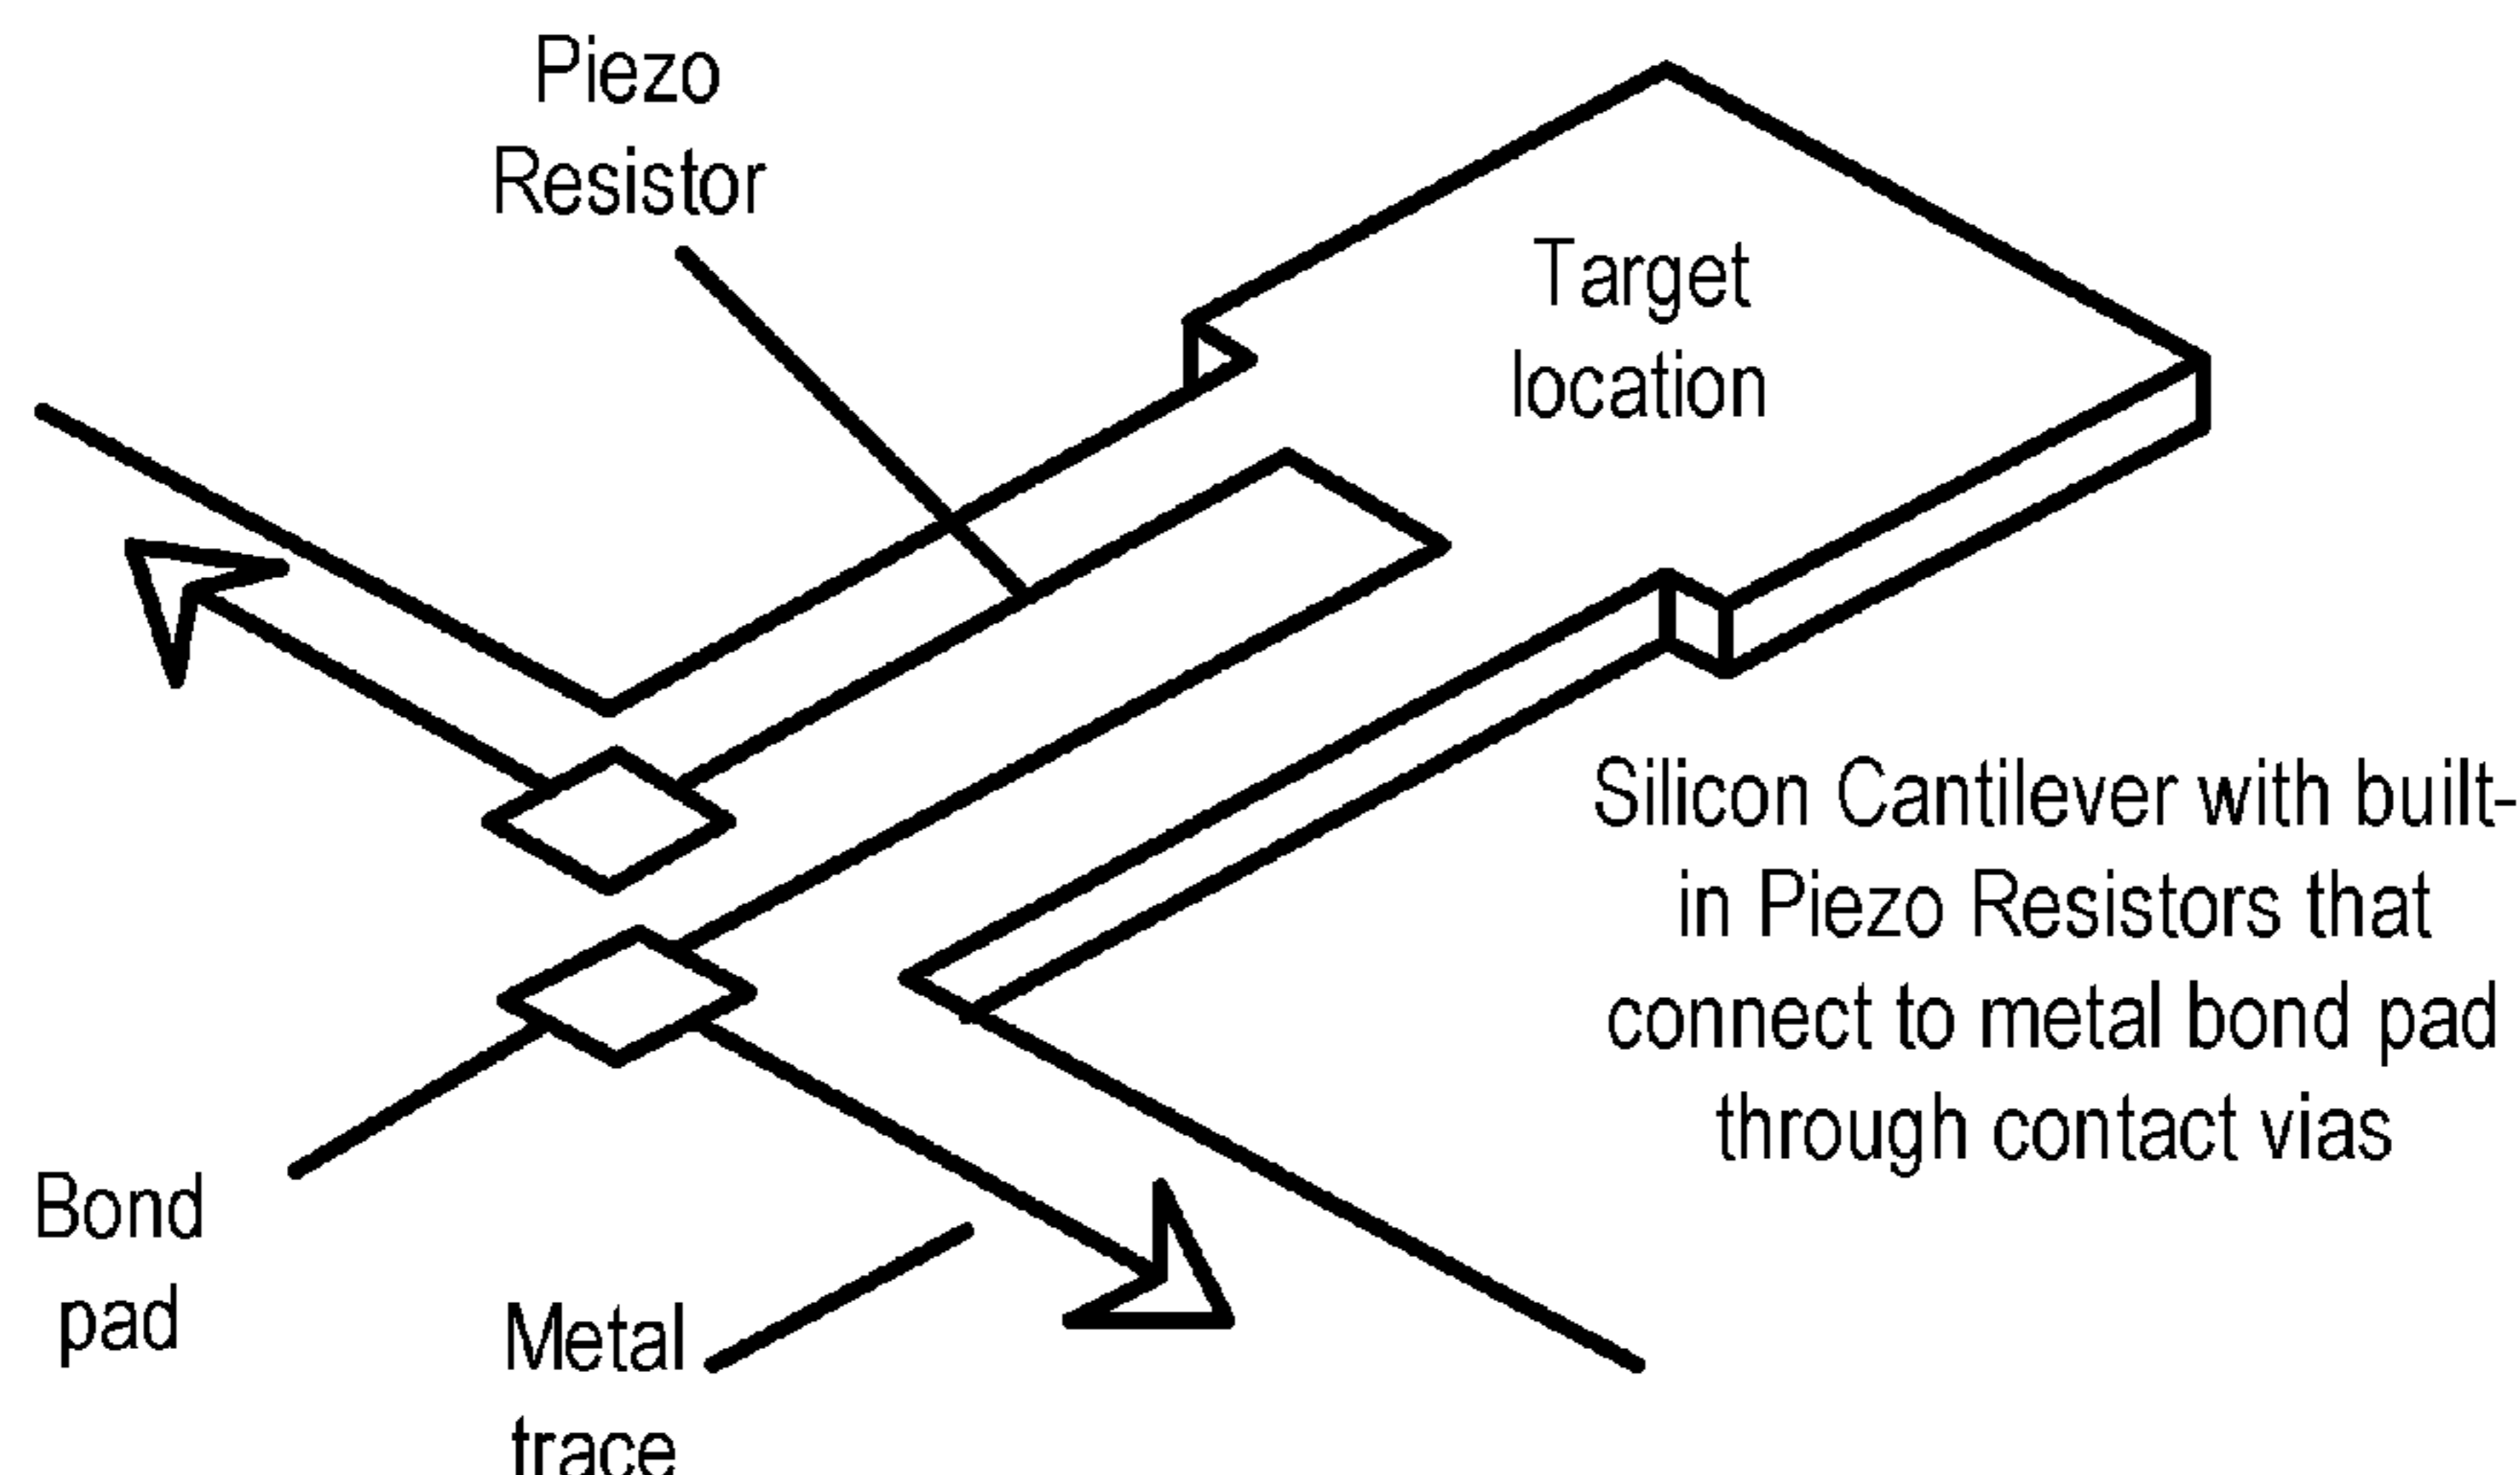 Piezo
Resistor
Target
location
Silicon Cantilever with built-
in Piezo Resistors that
connect to metal bond pad
through contact vias
Bond
pad
Metal
trace